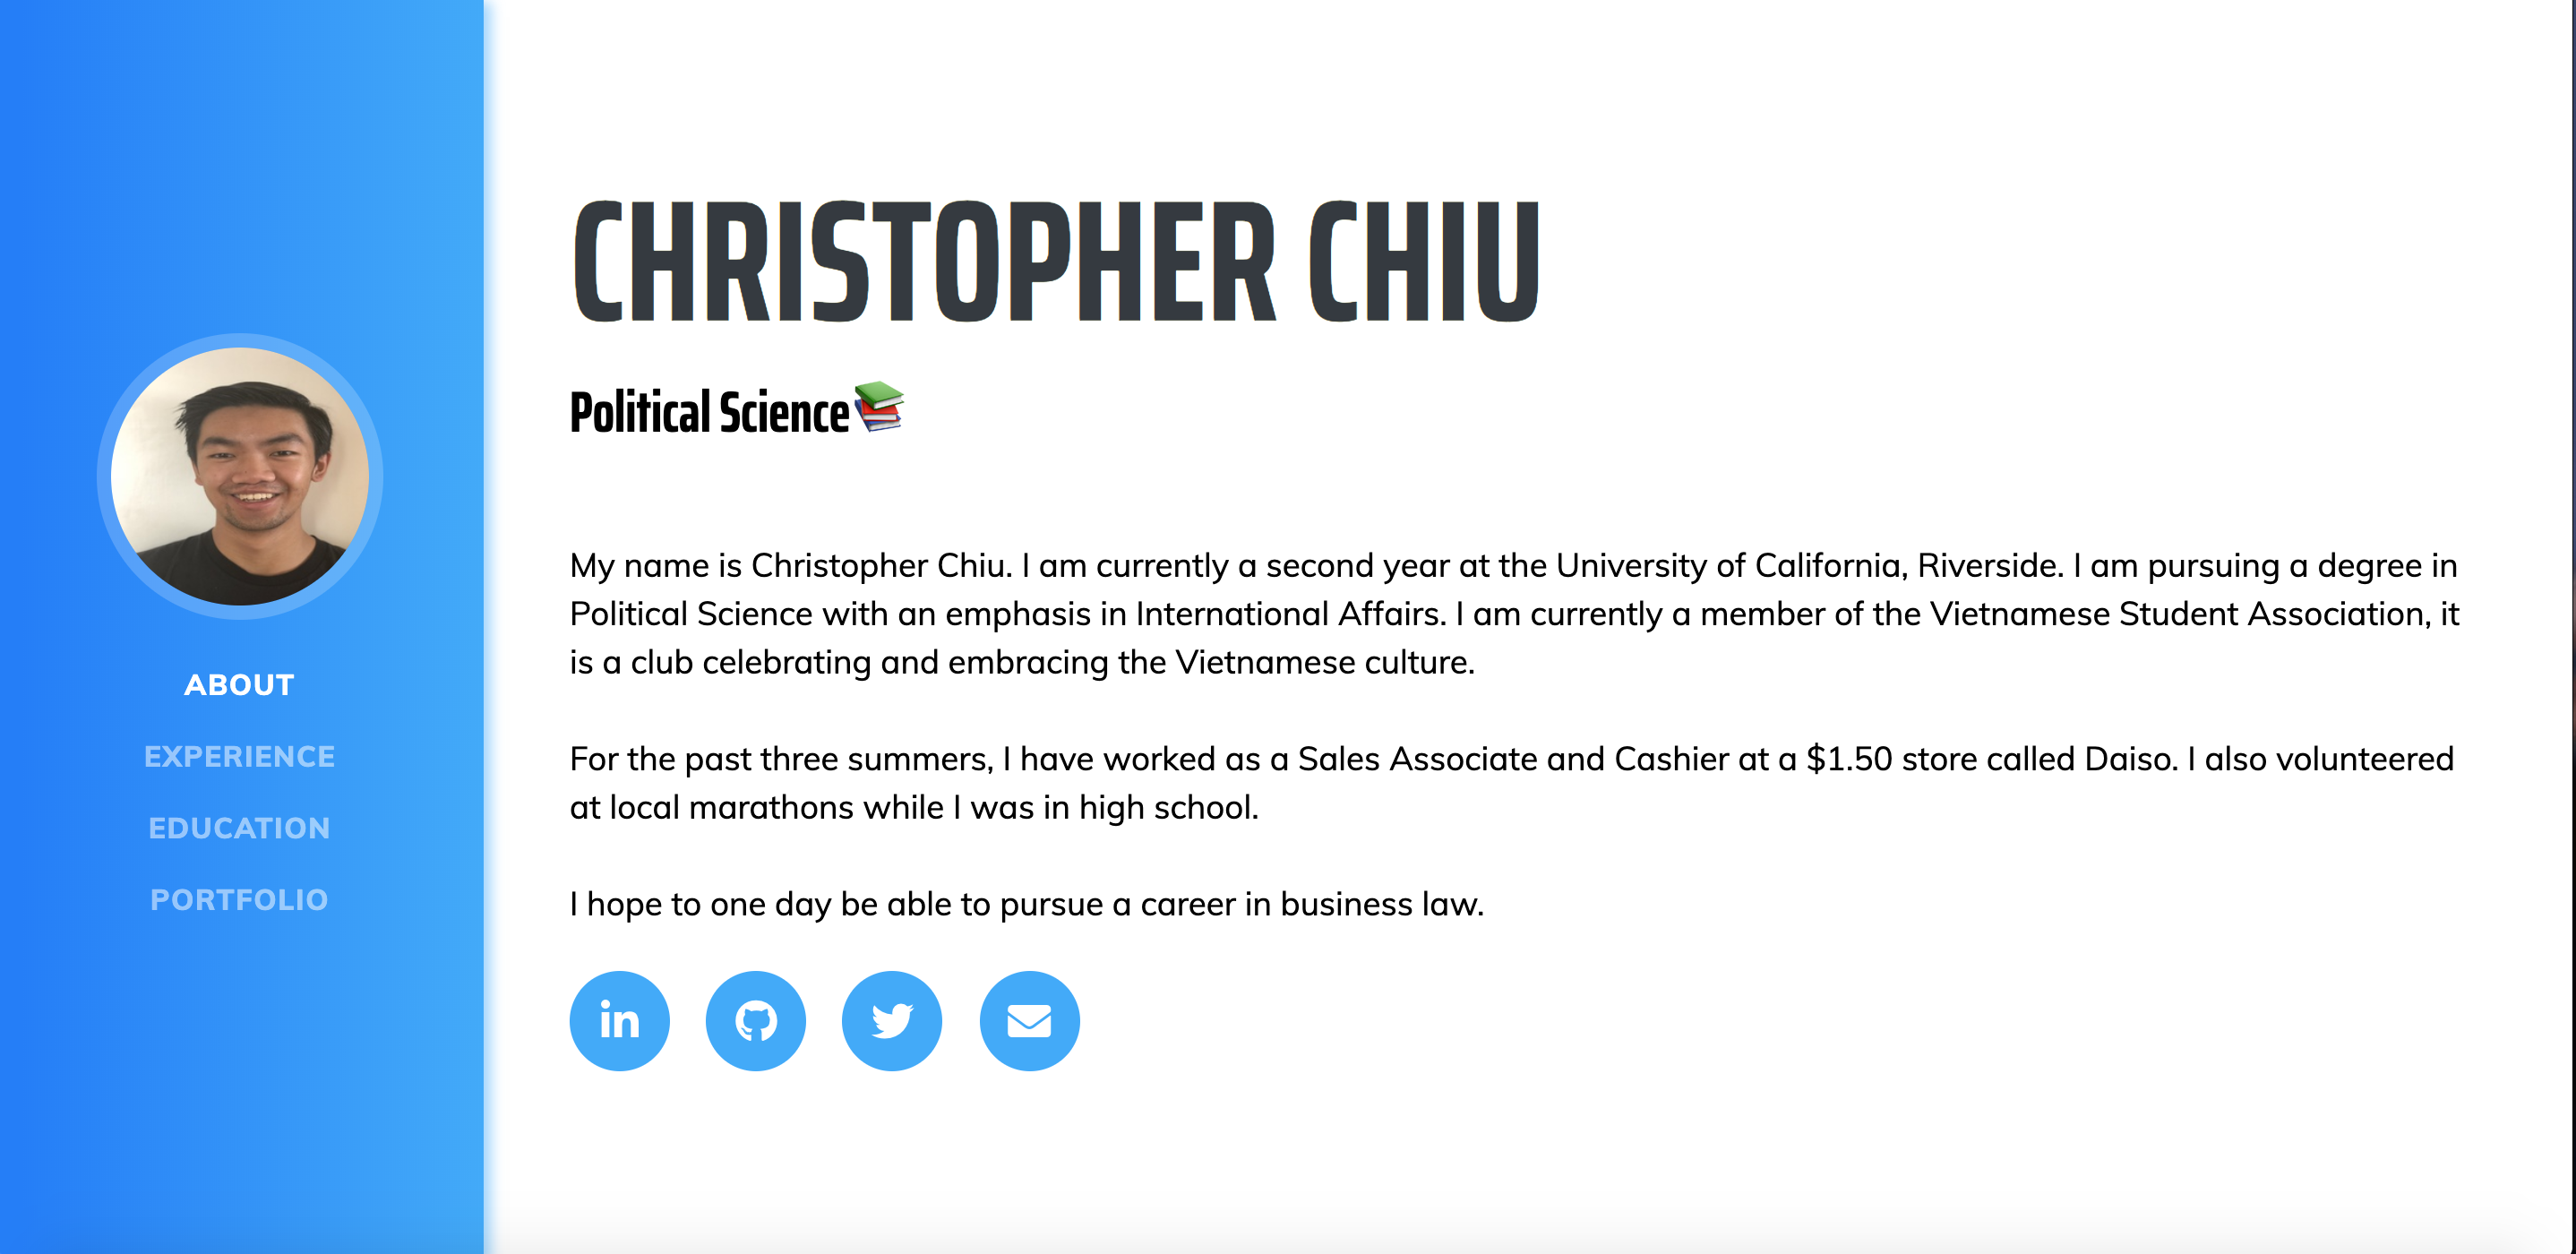 ABOUT
EXPERIENCE
EDUCATION
PORTFOLIO
CHRISTOPHER CHIU
Political Science📚
My name is Christopher Chiu. I am currently a second year at the University of California, Riverside. I am pursuing a degree in
Political Science with an emphasis in International Affairs. I am currently a member of the Vietnamese Student Association, it
is a club celebrating and embracing the Vietnamese culture.
For the past three summers, I have worked as a Sales Associate and Cashier at a $1.50 store called Daiso. I also volunteered
at local marathons while I was in high school.
I hope to one day be able to pursue a career in business law.
in